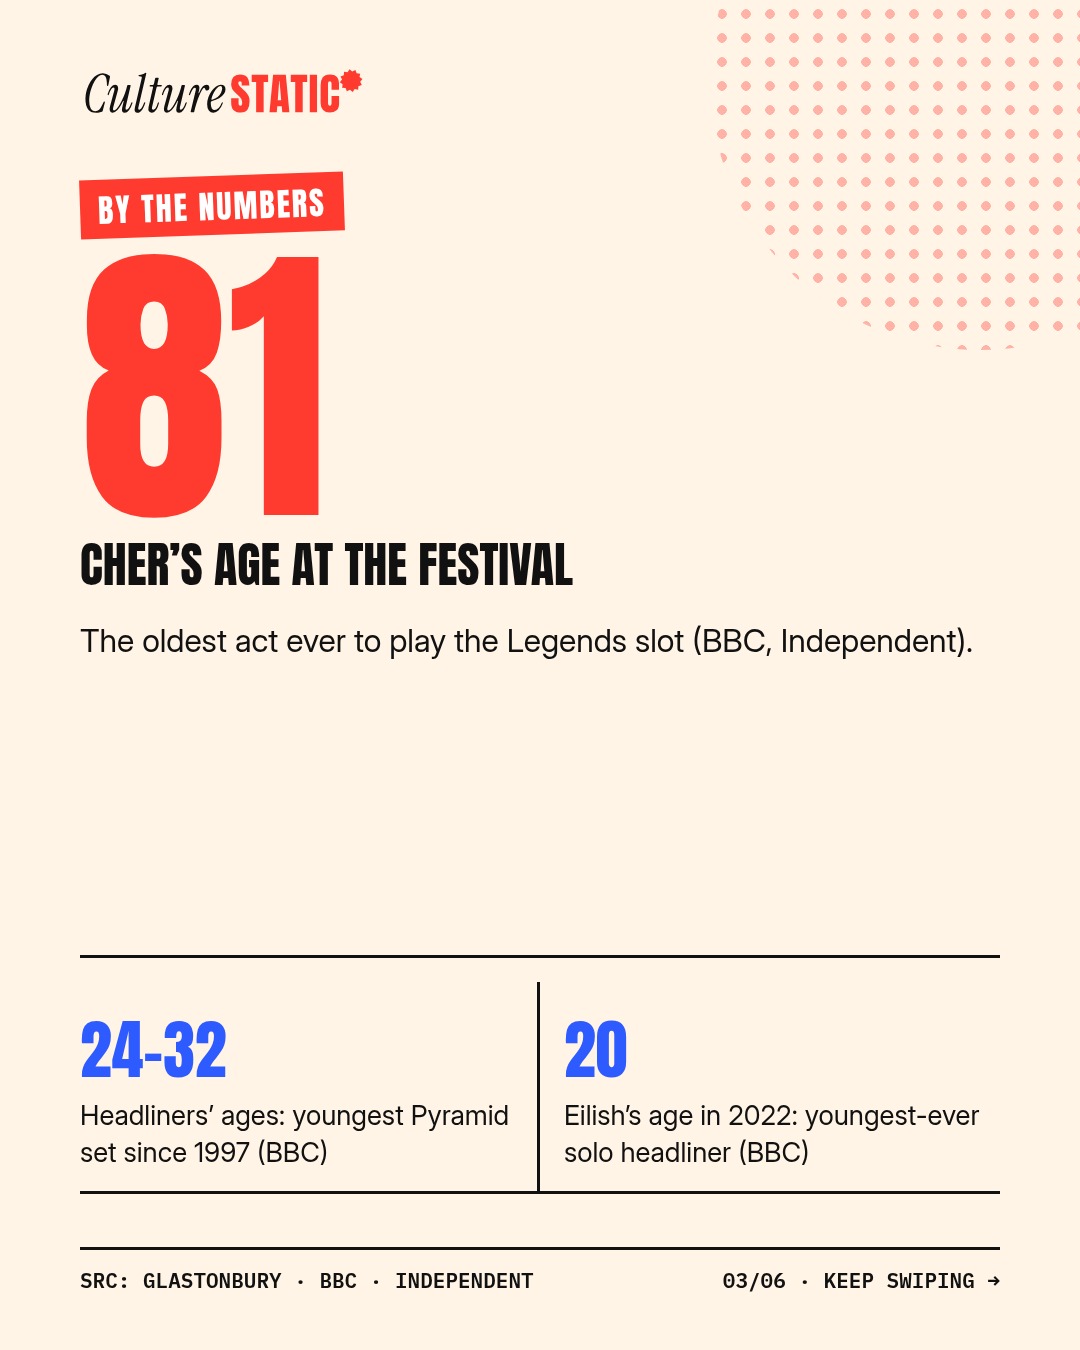 Culture STATIC
BY THE NUMBERS
81
CHER’S AGE AT THE FESTIVAL
The oldest act ever to play the Legends slot (BBC, Independent).
24-32
Headliners’ ages: youngest Pyramid
set since 1997 (BBC)
20
Eilish’s age in 2022: youngest-ever
solo headliner (BBC)
SRC: GLASTONBURY · BBC · INDEPENDENT
03/06 · KEEP SWIPING →